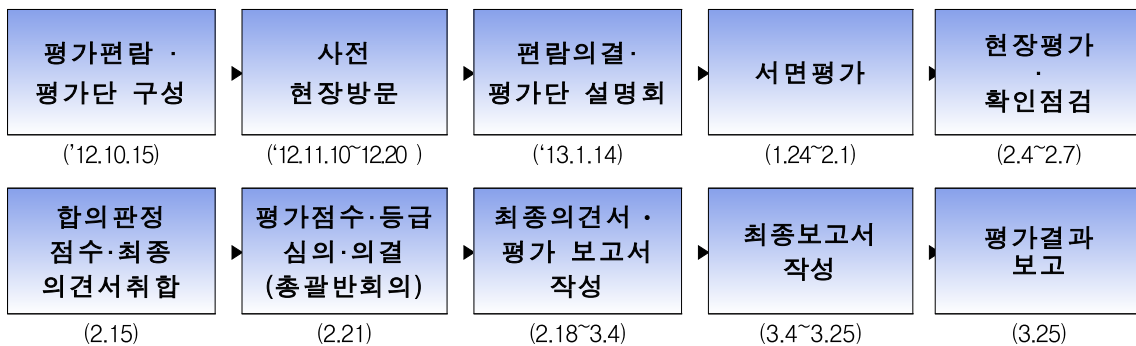 평가편람 ·
평가단 구성
사전
현장방문
편람의결·
평가단 설명회
서면평가
현장평가
·
확인점검
('12.10.15)
(‘12.11.10~12.20 )
(‘13.1.14)
(1.24~2.1)
(2.4~2.7)
합의판정
점수·최종
의견서취합
평가점수·등급
심의·의결
(총괄반회의)
최종의견서 ·
평가 보고서
작성
최종보고서
작성
평가결과
보고
(2.15)
(2.21)
(2.18~3.4)
(3.4~3.25)
(3.25)